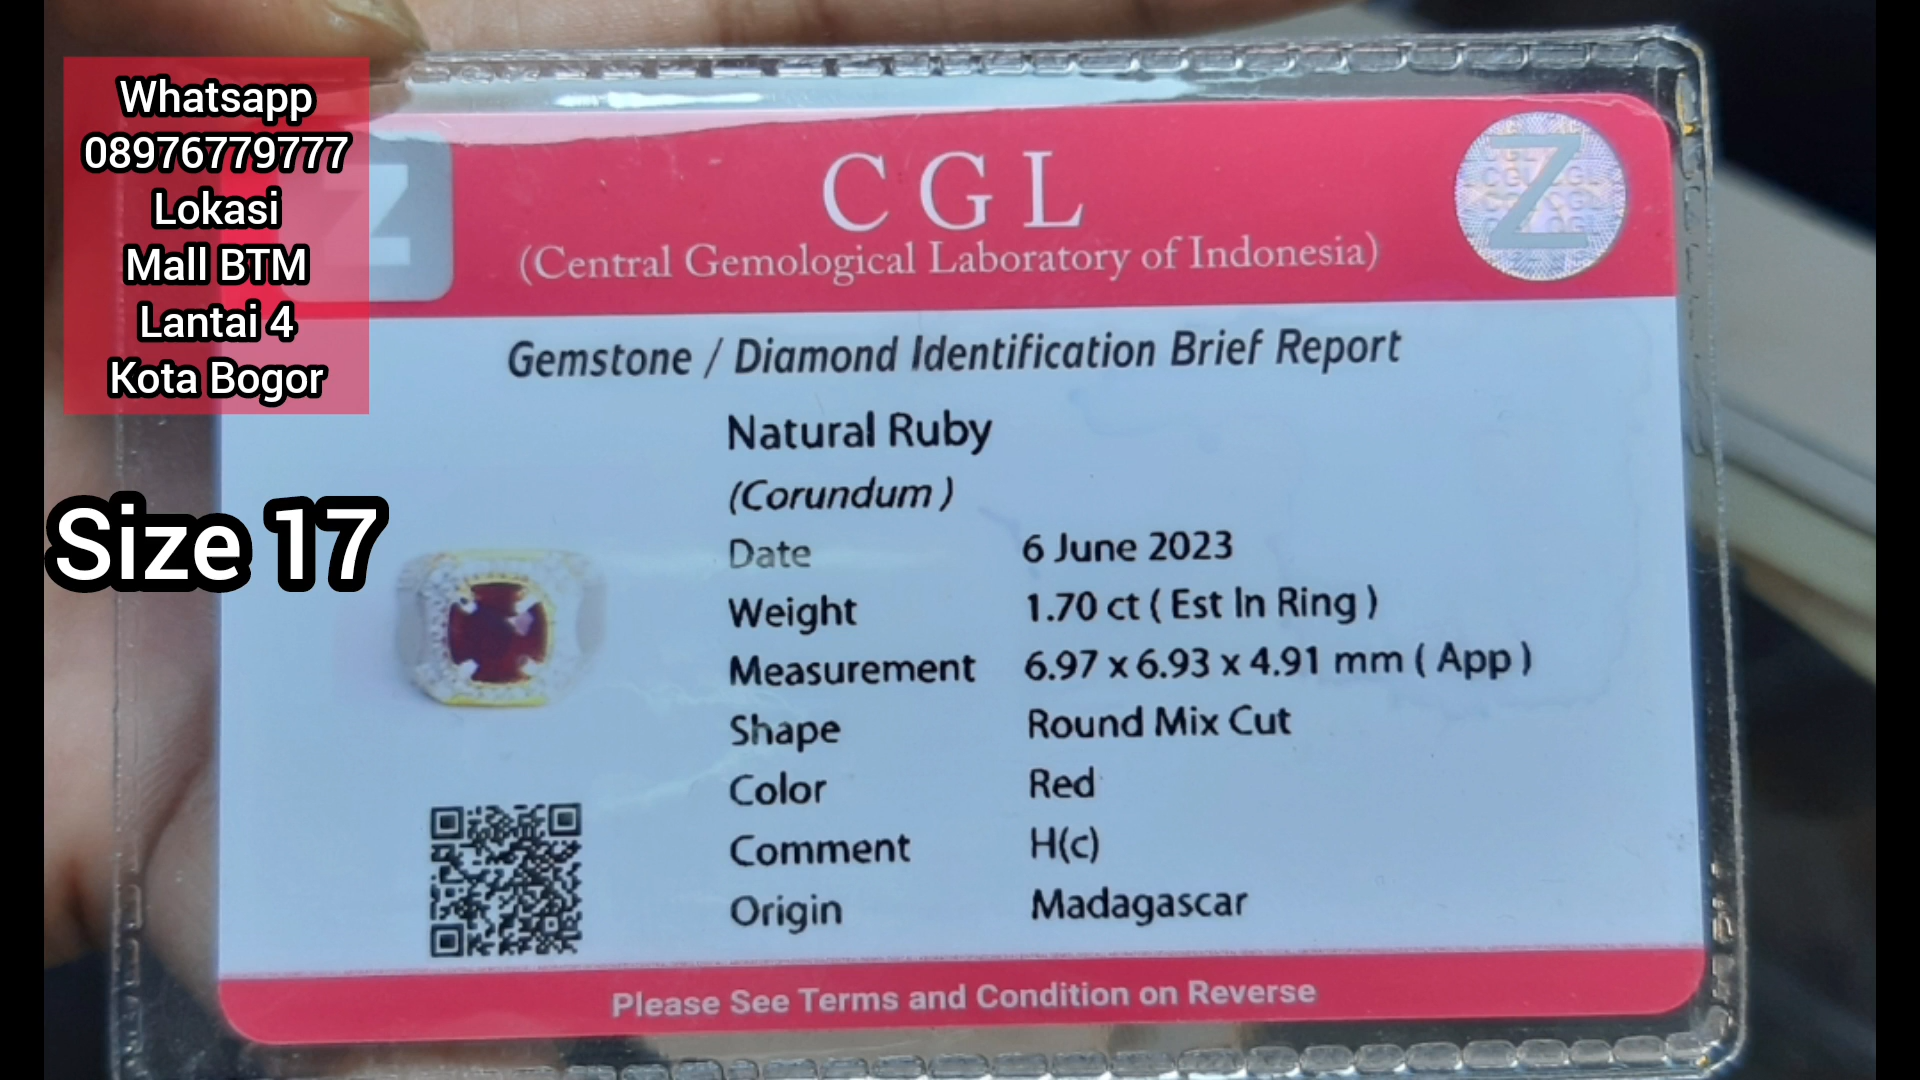 Whatsapp
08976779777
Lokasi
Mall BTM
Lantai 4
Kota Bogor
Size 17
Z
C G L
(Central Gemological Laboratory of Indonesia)
Z
Gemstone / Diamond Identification Brief Report
Natural Ruby
(Corundum )
Date 6 June 2023
Weight 1.70 ct ( Est In Ring )
Measurement 6.97 x 6.93 x 4.91 mm ( App )
Shape Round Mix Cut
Color Red
Comment H(c)
Origin Madagascar
Please See Terms and Condition on Reverse